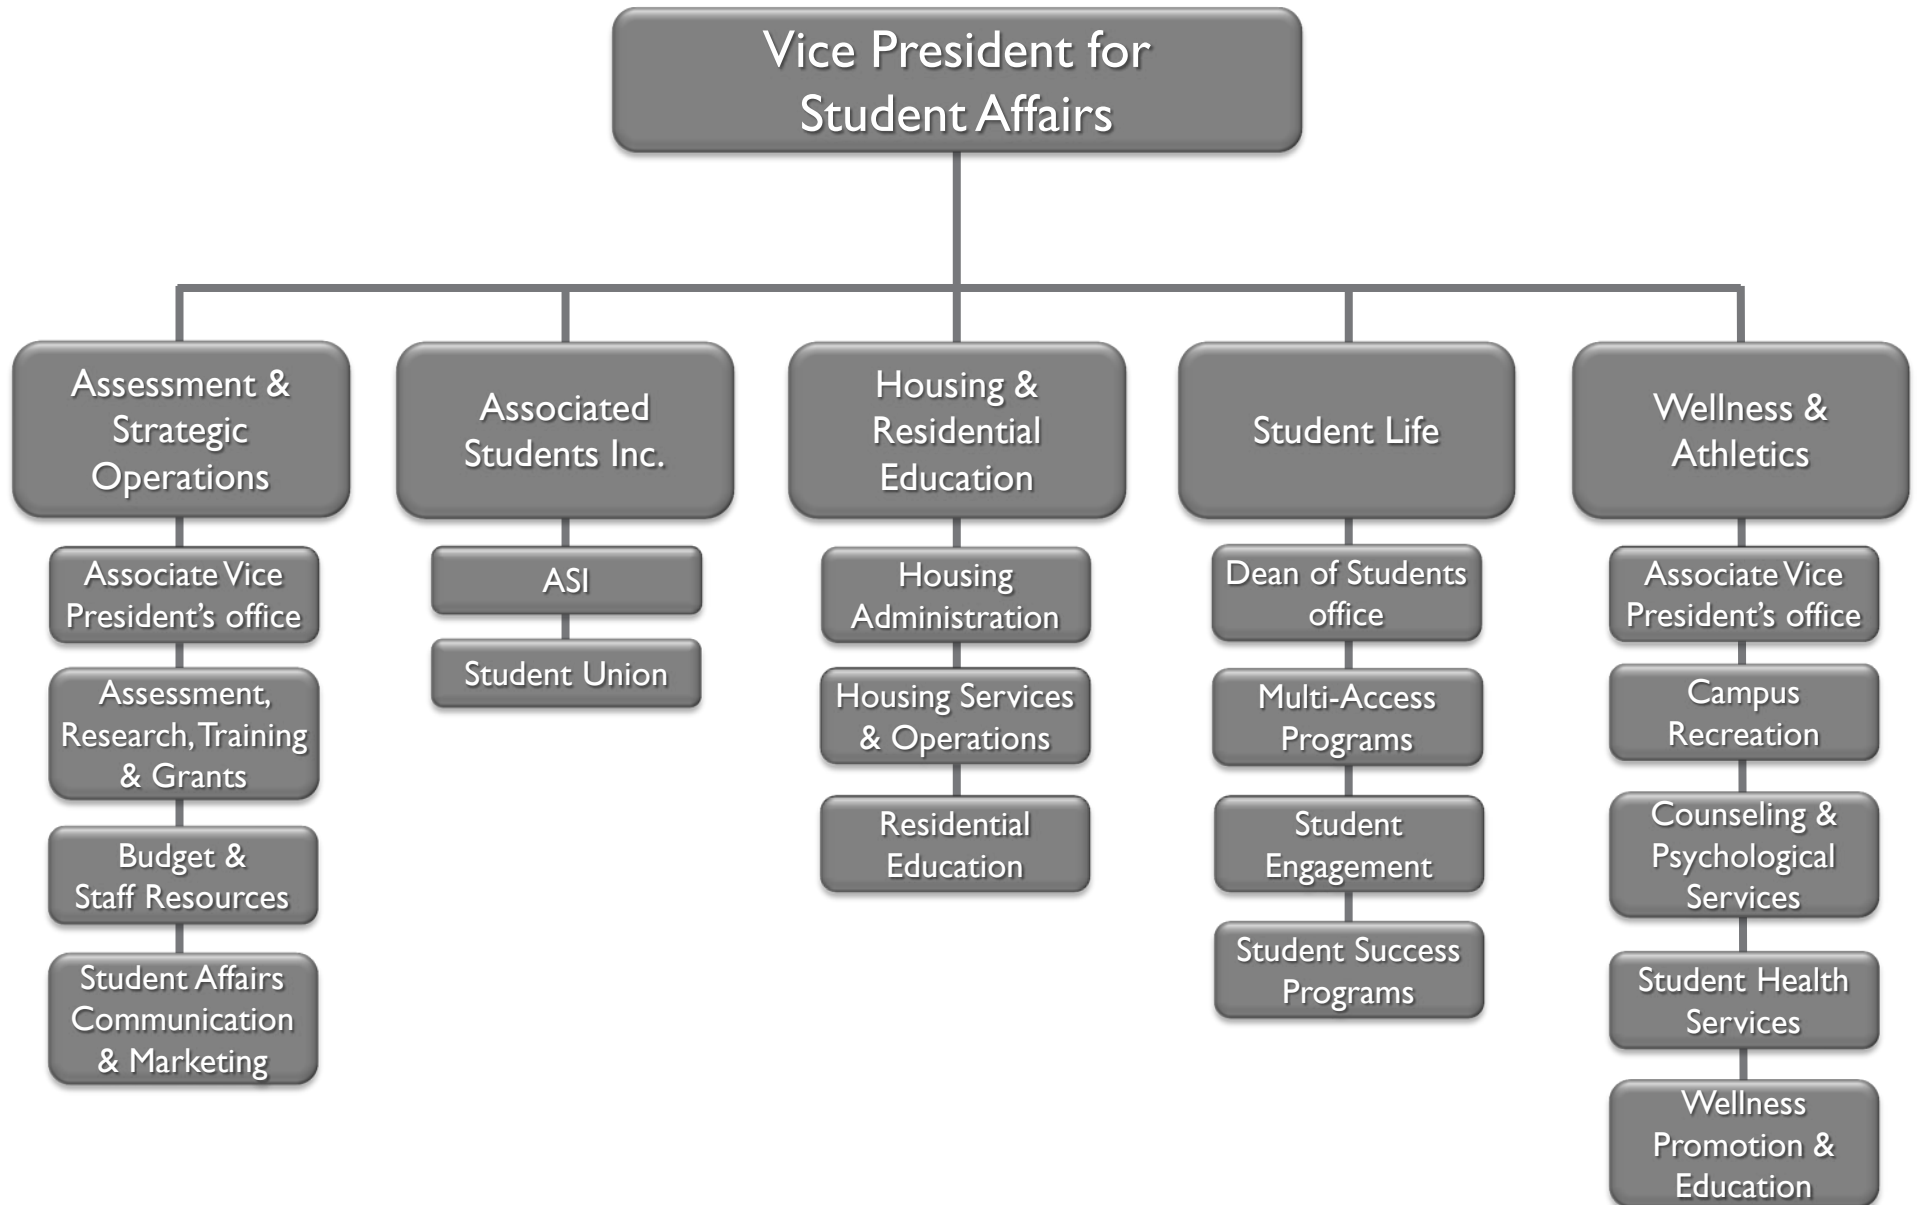 Vice President for
Student Affairs
Assessment &
Strategic
Operations
Associate Vice
President’s office
Assessment,
Research, Training
& Grants
Budget &
Staff Resources
Student Affairs
Communication
& Marketing
Associated
Students Inc.
ASI
Student Union
Housing &
Residential
Education
Housing
Administration
Housing Services
& Operations
Residential
Education
Student Life
Dean of Students
office
Multi-Access
Programs
Student
Engagement
Student Success
Programs
Wellness &
Athletics
Associate Vice
President’s office
Campus
Recreation
Counseling &
Psychological
Services
Student Health
Services
Wellness
Promotion &
Education